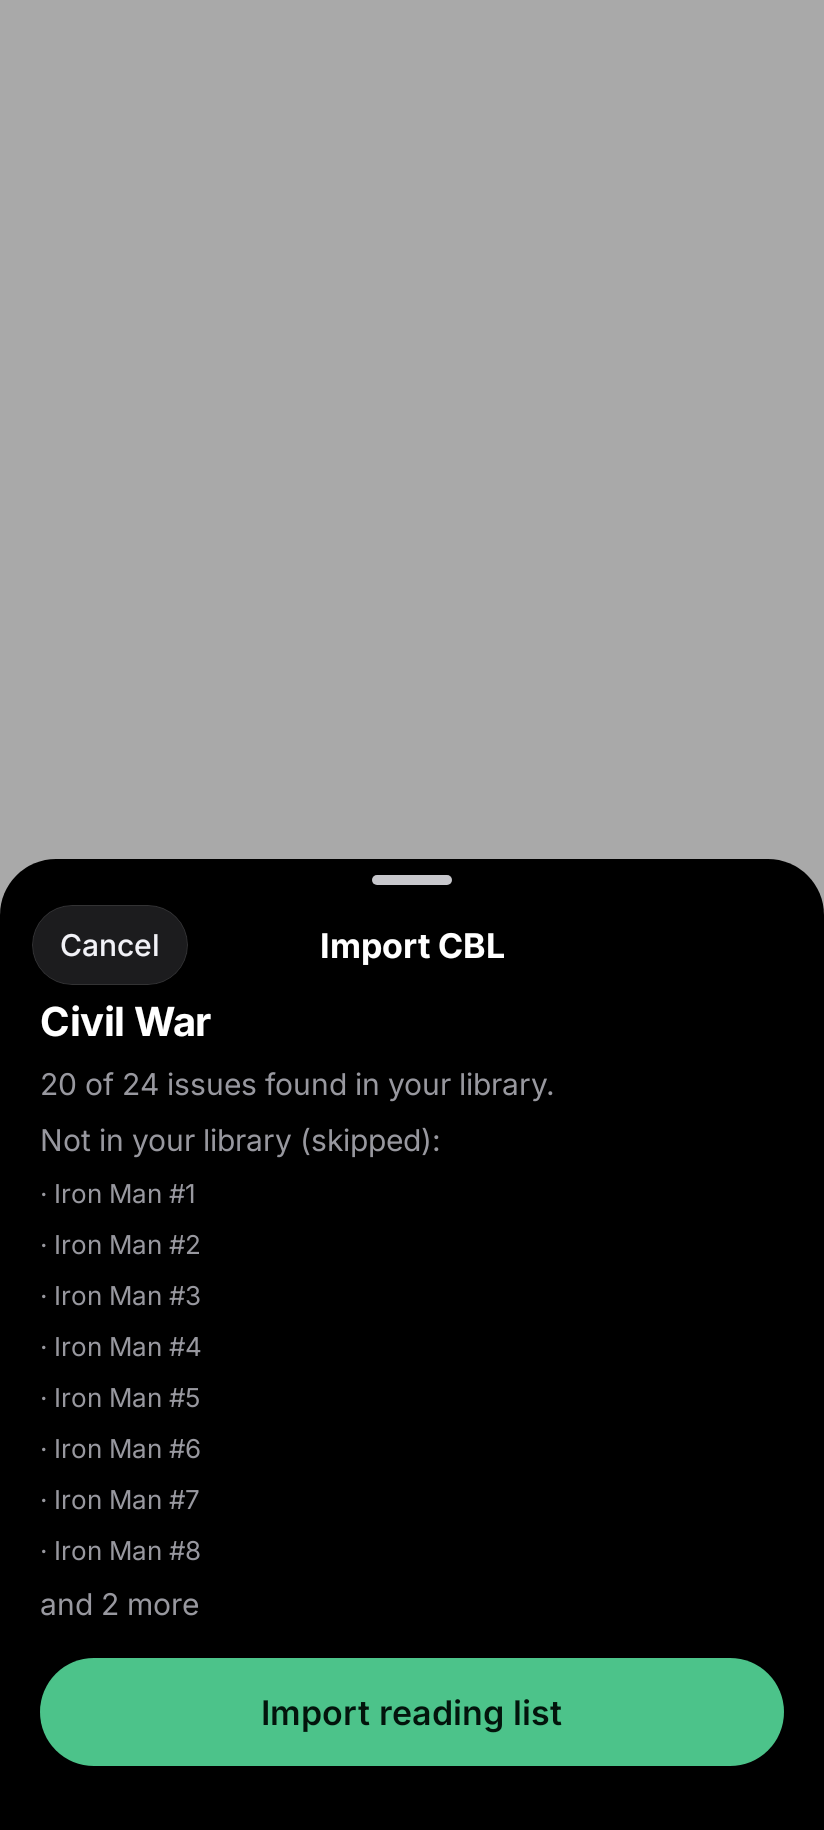 Cancel
Import CBL
Civil War
20 of 24 issues found in your library.
Not in your library (skipped):
· Iron Man #1
· Iron Man #2
· Iron Man #3
· Iron Man #4
· Iron Man #5
· Iron Man #6
· Iron Man #7
· Iron Man #8
and 2 more
Import reading list